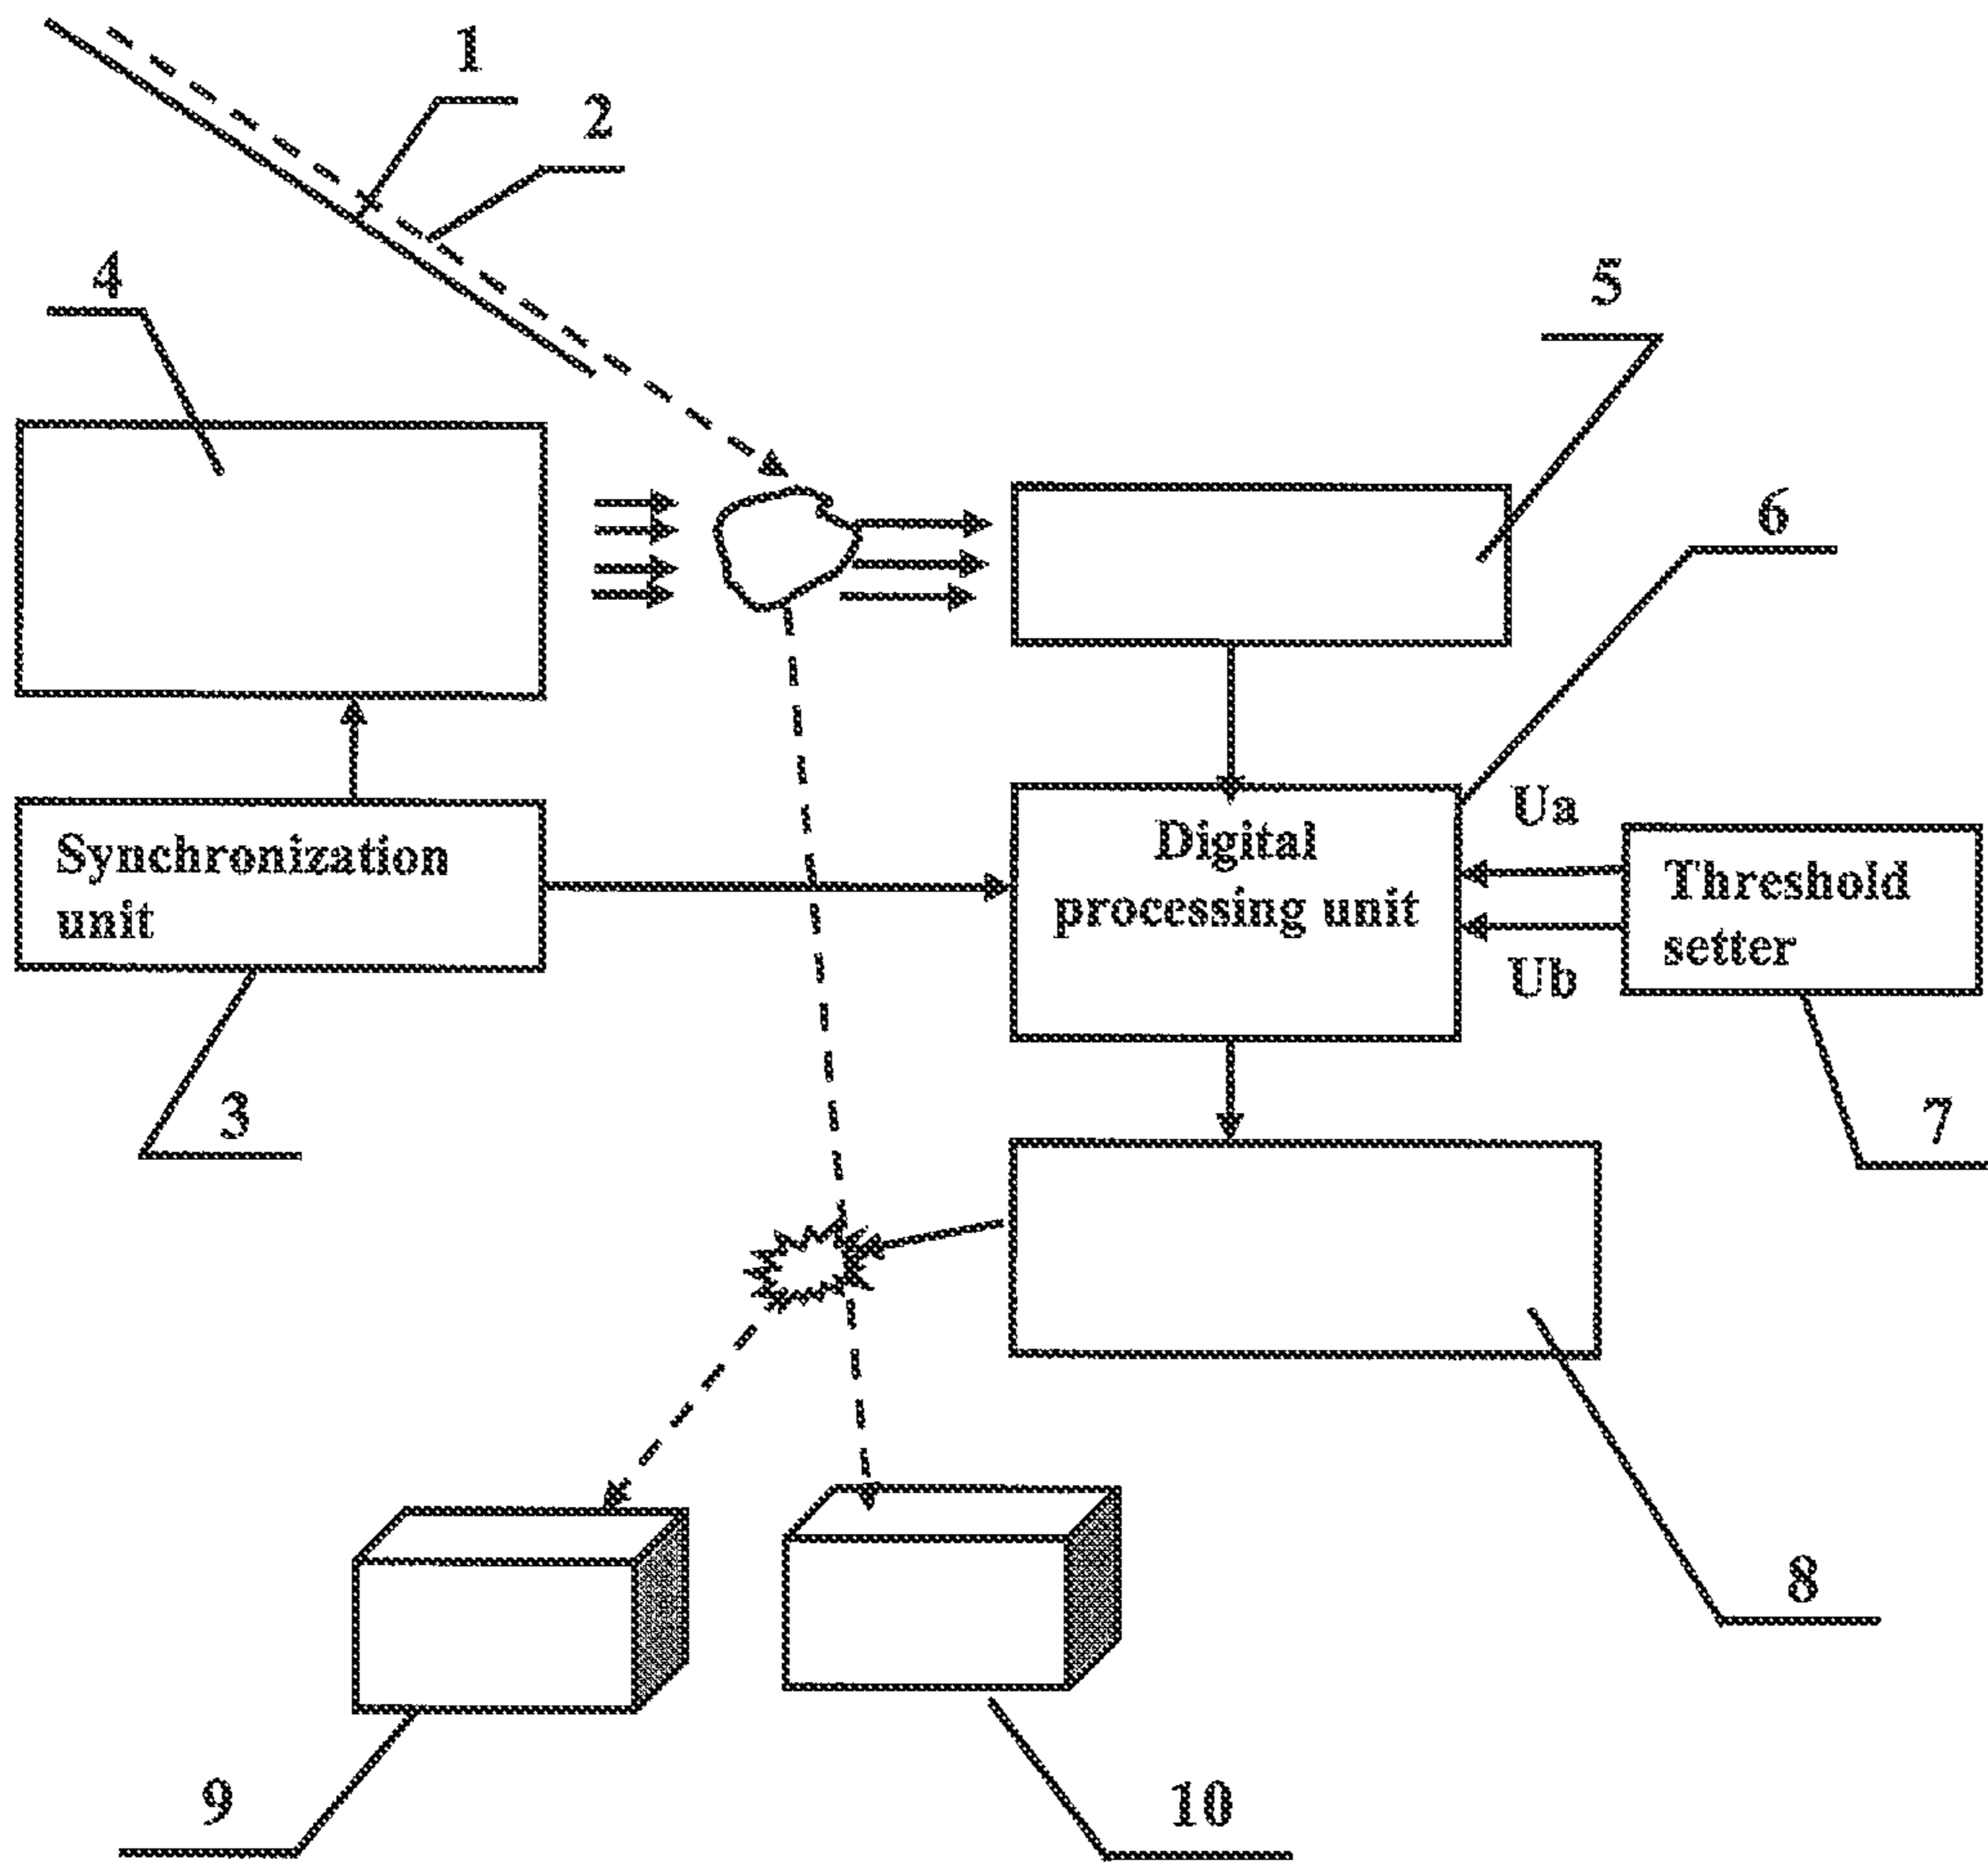 1
2
4
5
6
Ua
Synchronization
unit
Digital
processing unit
Threshold
setter
Ub
3
7
8
9
10